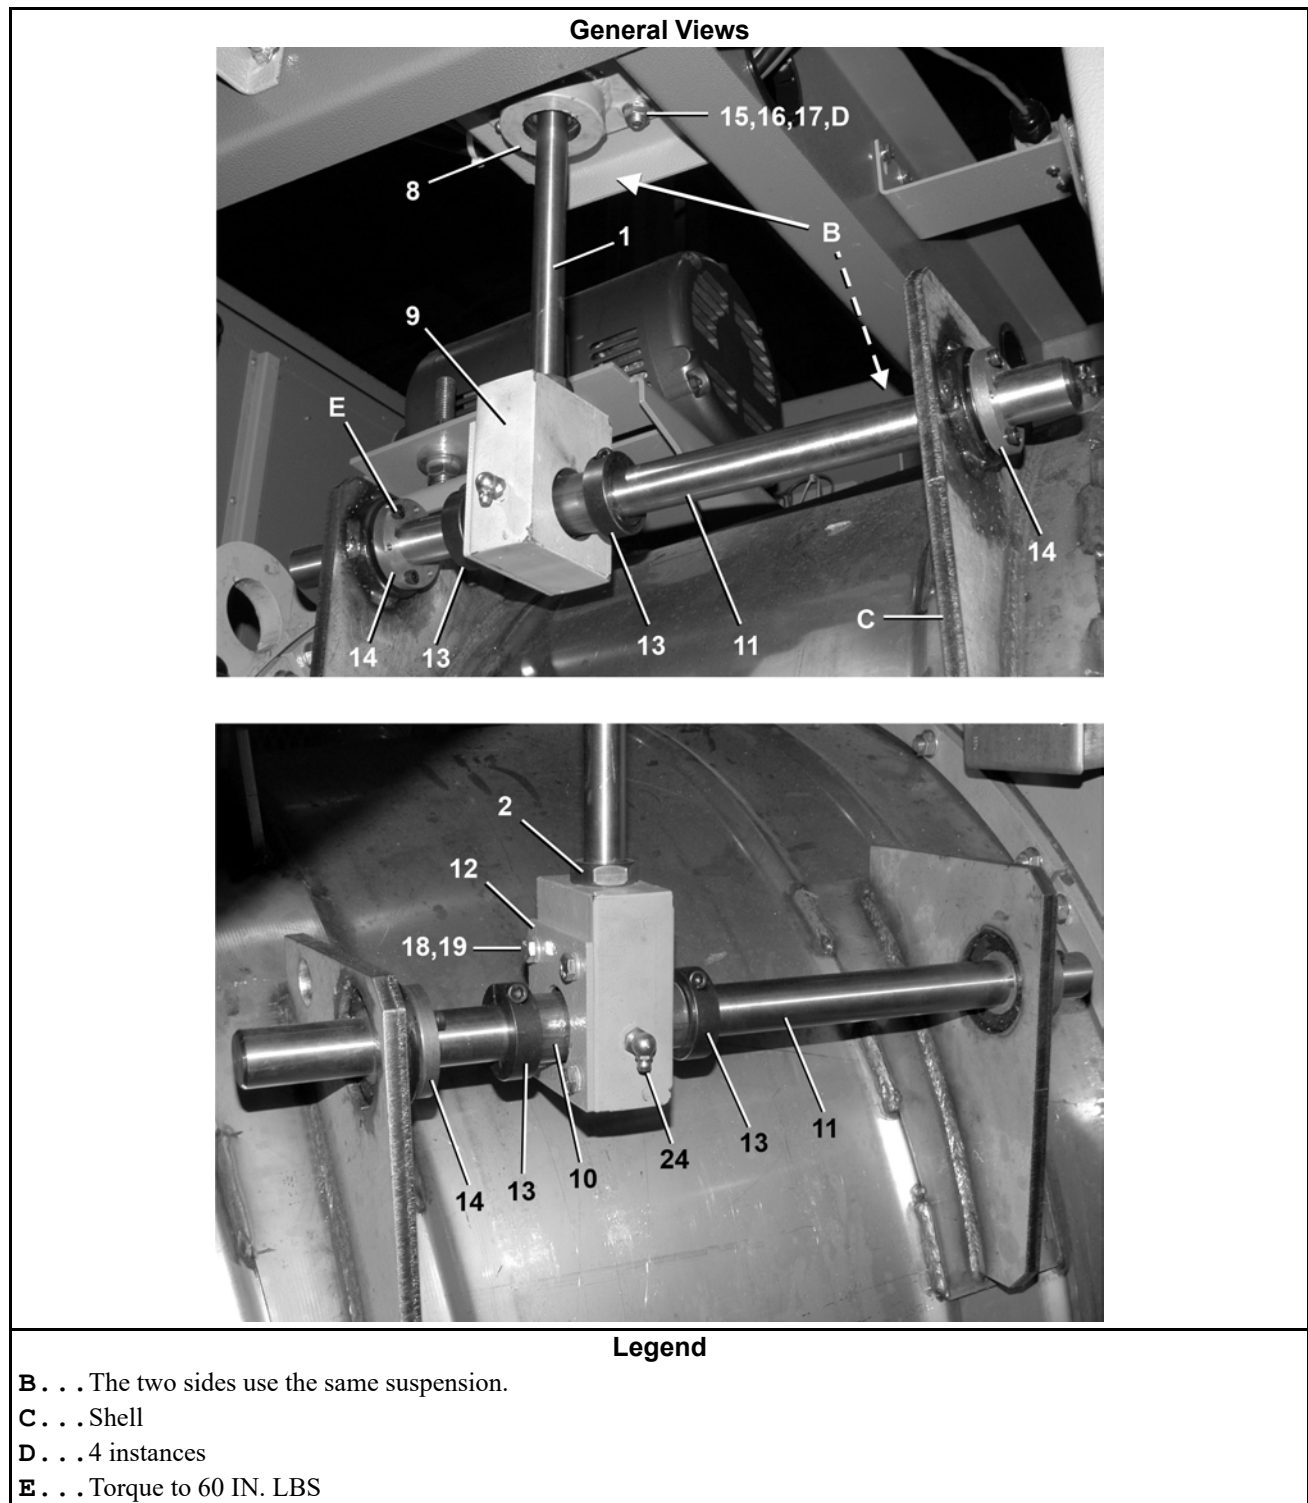 General Views
15,16,17,D
8
1
B
9
E
14
14
13
13
11
C
2
12
18,19
14
13
10
24
13
11
Legend
B...The two sides use the same suspension.
C...Shell
D...4 instances
E...Torque to 60 IN. LBS